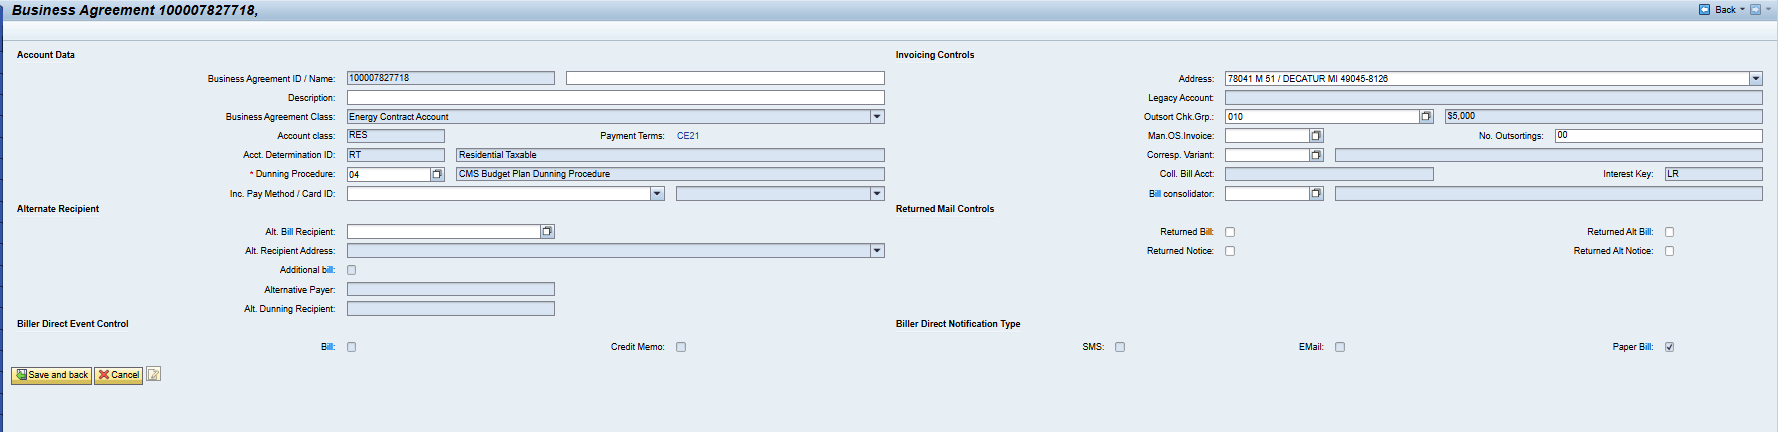 Business Agreement 100007827718,
Back
Account Data
Business Agreement ID / Name: 100007827718
Description:
Business Agreement Class: Energy Contract Account
Account class: RES Payment Terms: CE21
Acct. Determination ID: RT Residential Taxable
* Dunning Procedure: 04 CMS Budget Plan Dunning Procedure
Inc. Pay Method / Card ID:
Alternate Recipient
Alt. Bill Recipient:
Alt. Recipient Address:
Additional bill:
Alternative Payer:
Alt. Dunning Recipient:
Biller Direct Event Control
Bill: Credit Memo:
Invoicing Controls
Address: 78041 M 51 / DECATUR MI 49045-8126
Legacy Account:
Outsort Chk.Grp.: 010 $5,000
Man.OS.Invoice: No. Outsortings: 00
Corresp. Variant:
Coll. Bill Acct: Interest Key: LR
Bill consolidator:
Returned Mail Controls
Returned Bill: Returned Alt Bill:
Returned Notice: Returned Alt Notice:
Biller Direct Notification Type
SMS: EMail: Paper Bill:
Save and back Cancel